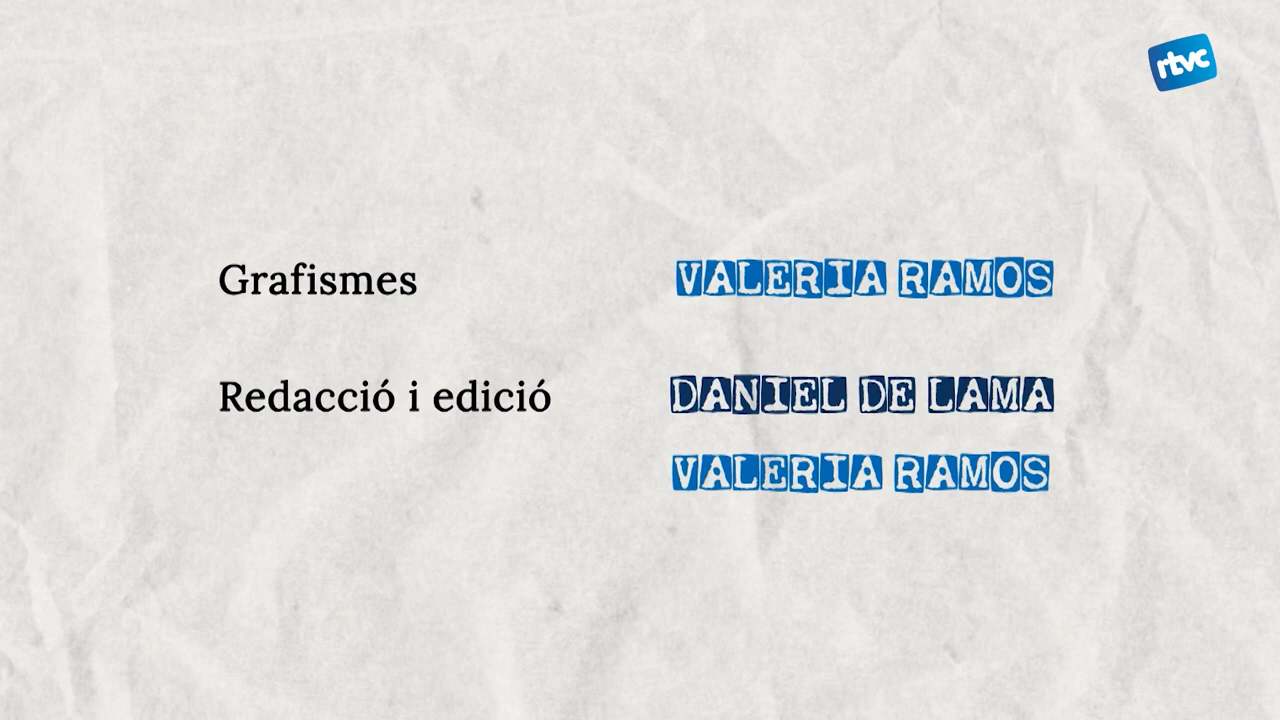 rtvc
Grafismes VALERIA RAMOS
Redacció i edició DANIEL DE LAMA
VALERIA RAMOS